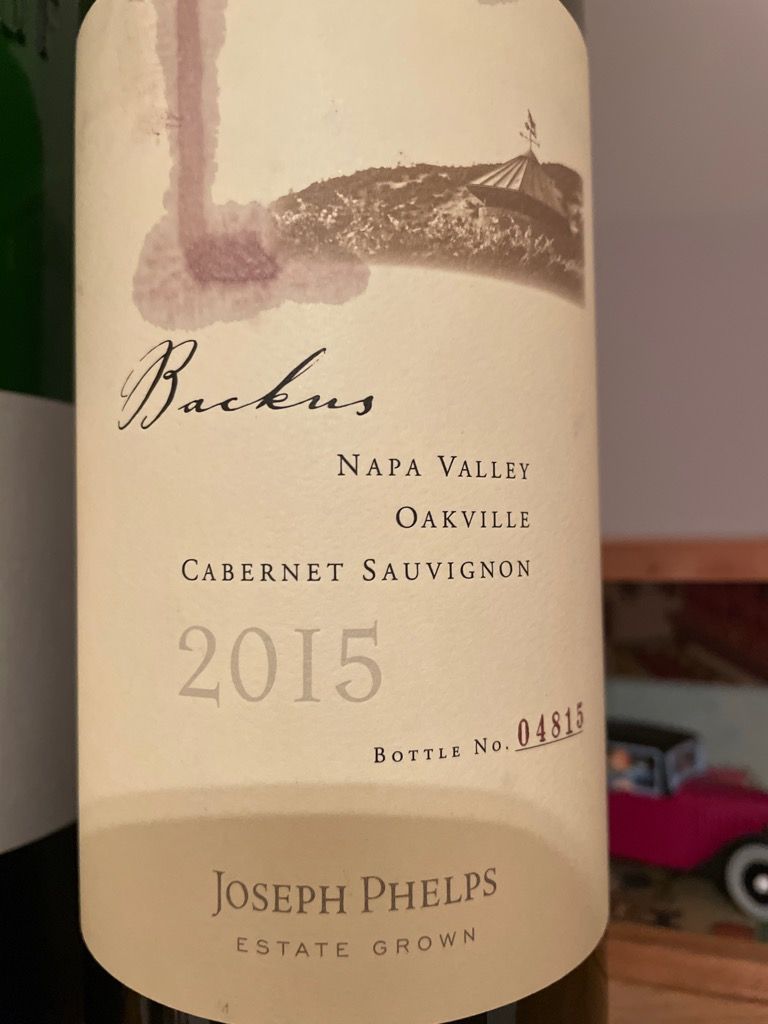 Backus
NAPA VALLEY
OAKVILLE
CABERNET SAUVIGNON
2015
BOTTLE NO. 04815
JOSEPH PHELPS
ESTATE GROWN